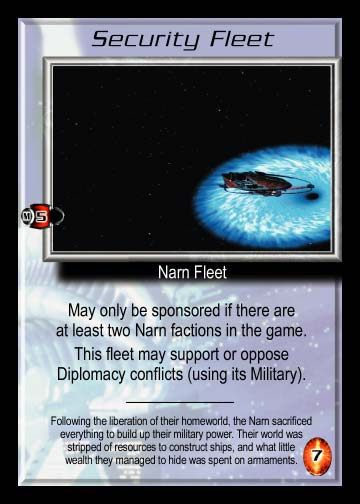 Security Fleet
M 5
Narn Fleet
May only be sponsored if there are
at least two Narn factions in the game.
This fleet may support or oppose
Diplomacy conflicts (using its Military).
Following the liberation of their homeworld, the Narn sacrificed
everything to build up their military power. Their world was
stripped of resources to construct ships, and what little
wealth they managed to hide was spent on armaments.
7